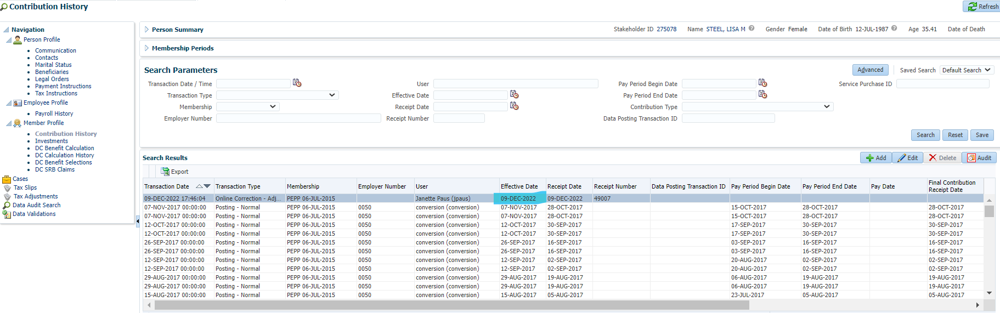 Contribution History
Refresh
Navigation
Person Profile
Communication
Contacts
Marital Status
Beneficiaries
Legal Orders
Payment Instructions
Tax Instructions
Employee Profile
Payroll History
Member Profile
Contribution History
Investments
DC Benefit Calculation
DC Calculation History
DC Benefit Selections
DC SRB Claims
Cases
Tax Slips
Tax Adjustments
Data Audit Search
Data Validations
Person Summary Stakeholder ID 275078 Name STEEL, LISA M Gender Female Date of Birth 12-JUL-1987 Age 35.41 Date of Death
Membership Periods
Search Parameters Advanced Saved Search Default Search
Transaction Date / Time User Pay Period Begin Date Service Purchase ID
Transaction Type Effective Date Pay Period End Date
Membership Receipt Date Contribution Type
Employer Number Receipt Number Data Posting Transaction ID
Search Reset Save
Search Results Add Edit Delete Audit
Export
Transaction Date Transaction Type Membership Employer Number User Effective Date Receipt Date Receipt Number Data Posting Transaction ID Pay Period Begin Date Pay Period End Date Pay Date Final Contribution Receipt Date
09-DEC-2022 17:46:04 Online Correction - Adj... PEPP 06-JUL-2015 Janette Paus (jpaus) 09-DEC-2022 09-DEC-2022 49007
07-NOV-2017 00:00:00 Posting - Normal PEPP 06-JUL-2015 0050 conversion (conversion) 07-NOV-2017 28-OCT-2017 15-OCT-2017 28-OCT-2017 28-OCT-2017
07-NOV-2017 00:00:00 Posting - Normal PEPP 06-JUL-2015 0050 conversion (conversion) 07-NOV-2017 28-OCT-2017 15-OCT-2017 28-OCT-2017 28-OCT-2017
12-OCT-2017 00:00:00 Posting - Normal PEPP 06-JUL-2015 0050 conversion (conversion) 12-OCT-2017 30-SEP-2017 17-SEP-2017 30-SEP-2017 30-SEP-2017
12-OCT-2017 00:00:00 Posting - Normal PEPP 06-JUL-2015 0050 conversion (conversion) 12-OCT-2017 30-SEP-2017 17-SEP-2017 30-SEP-2017 30-SEP-2017
26-SEP-2017 00:00:00 Posting - Normal PEPP 06-JUL-2015 0050 conversion (conversion) 26-SEP-2017 16-SEP-2017 03-SEP-2017 16-SEP-2017 16-SEP-2017
26-SEP-2017 00:00:00 Posting - Normal PEPP 06-JUL-2015 0050 conversion (conversion) 26-SEP-2017 16-SEP-2017 03-SEP-2017 16-SEP-2017 16-SEP-2017
12-SEP-2017 00:00:00 Posting - Normal PEPP 06-JUL-2015 0050 conversion (conversion) 12-SEP-2017 02-SEP-2017 20-AUG-2017 02-SEP-2017 02-SEP-2017
12-SEP-2017 00:00:00 Posting - Normal PEPP 06-JUL-2015 0050 conversion (conversion) 12-SEP-2017 02-SEP-2017 20-AUG-2017 02-SEP-2017 02-SEP-2017
29-AUG-2017 00:00:00 Posting - Normal PEPP 06-JUL-2015 0050 conversion (conversion) 29-AUG-2017 19-AUG-2017 06-AUG-2017 19-AUG-2017 19-AUG-2017
29-AUG-2017 00:00:00 Posting - Normal PEPP 06-JUL-2015 0050 conversion (conversion) 29-AUG-2017 19-AUG-2017 06-AUG-2017 19-AUG-2017 19-AUG-2017
15-AUG-2017 00:00:00 Posting - Normal PEPP 06-JUL-2015 0050 conversion (conversion) 15-AUG-2017 05-AUG-2017 23-JUL-2017 05-AUG-2017 05-AUG-2017